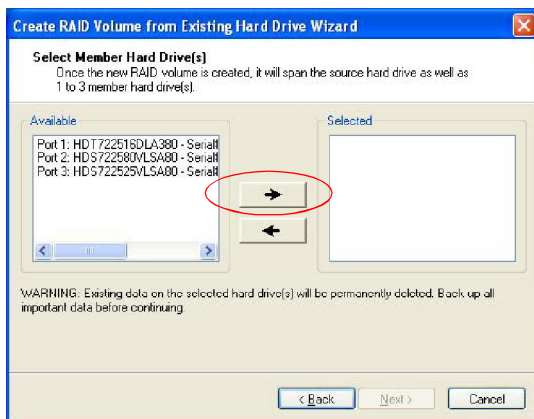 Create RAID Volume from Existing Hard Drive Wizard
Select Member Hard Drive(s)
Once the new RAID volume is created, it will span the source hard drive as well as
1 to 3 member hard drive(s).
Available
Selected
Port 1: HDT722516DLA380 - Serial#
Port 2: HDS722580VLSA80 - Serial#
Port 3: HDS722525VLSA80 - Serial#
WARNING: Existing data on the selected hard drive(s) will be permanently deleted. Back up all
important data before continuing.
< Back
Next >
Cancel